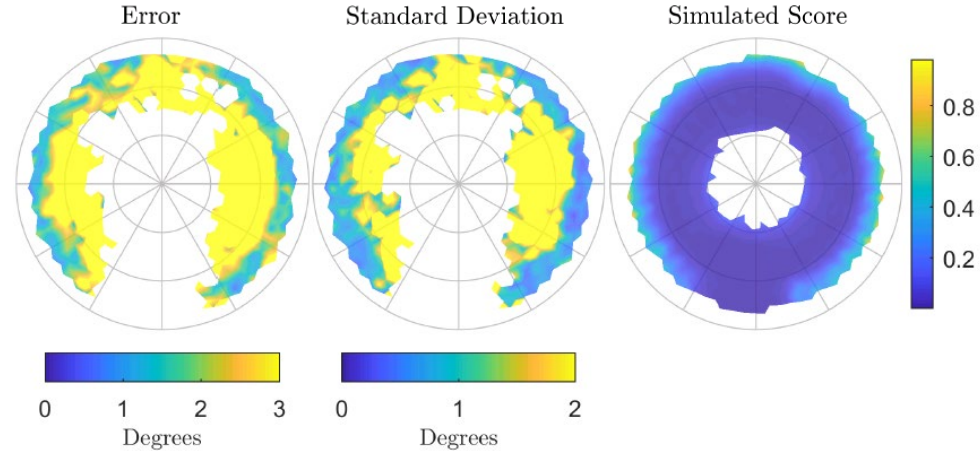 Error
Standard Deviation
Simulated Score
0.8
0.6
0.4
0.2
0 1 2 3
Degrees
0 1 2
Degrees